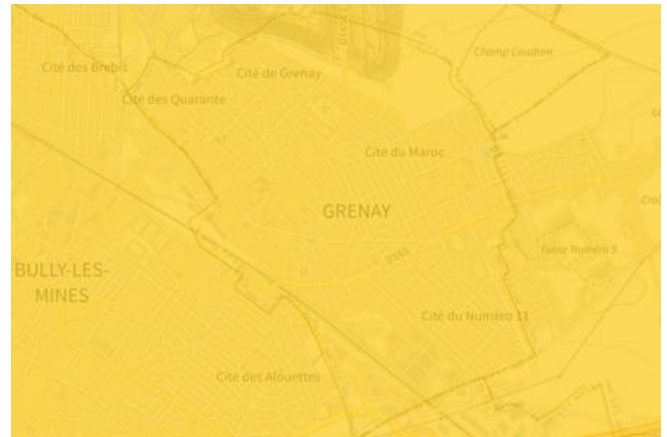 Champ Coudron
Cité des Brebis
Cité de Grenay
Cité des Quarante
Cité du Maroc
GRENAY
Fosse Numéro 5
D165
BULLY-LES-
MINES
Cité du Numéro 11
Cité des Alouettes